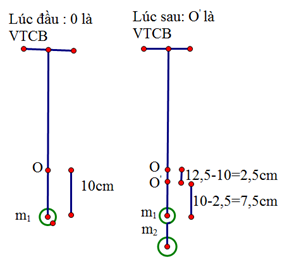 Lúc đầu : 0 là
VTCB
O
10cm
m₁
Lúc sau: O' là
VTCB
O
O'
12,5-10=2,5cm
10-2,5=7,5cm
m₁
m₂